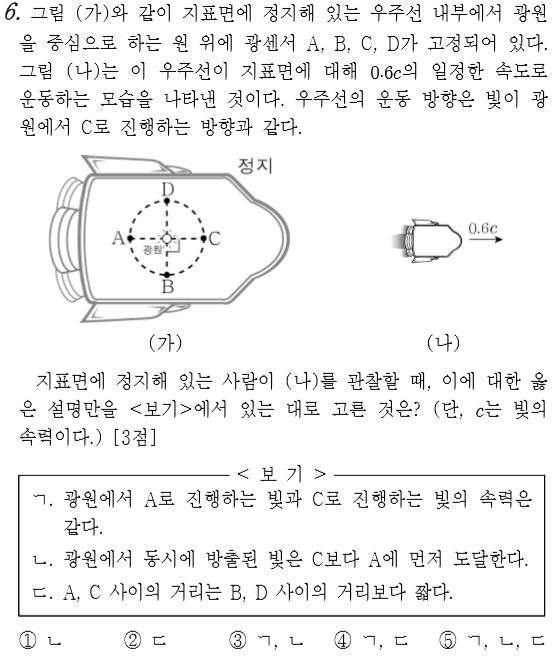 6. 그림 (가)와 같이 지표면에 정지해 있는 우주선 내부에서 광원
을 중심으로 하는 원 위에 광센서 A, B, C, D가 고정되어 있다.
그림 (나)는 이 우주선이 지표면에 대해 0.6c의 일정한 속도로
운동하는 모습을 나타낸 것이다. 우주선의 운동 방향은 빛이 광
원에서 C로 진행하는 방향과 같다.
정지
D
A
C
광원
B
0.6c
(가)
(나)
지표면에 정지해 있는 사람이 (나)를 관찰할 때, 이에 대한 옳
은 설명만을 <보기>에서 있는 대로 고른 것은? (단, c는 빛의
속력이다.) [3점]
< 보 기 >
ㄱ. 광원에서 A로 진행하는 빛과 C로 진행하는 빛의 속력은
같다.
ㄴ. 광원에서 동시에 방출된 빛은 C보다 A에 먼저 도달한다.
ㄷ. A, C 사이의 거리는 B, D 사이의 거리보다 짧다.
① ㄴ ② ㄷ ③ ㄱ, ㄴ ④ ㄱ, ㄷ ⑤ ㄱ, ㄴ, ㄷ